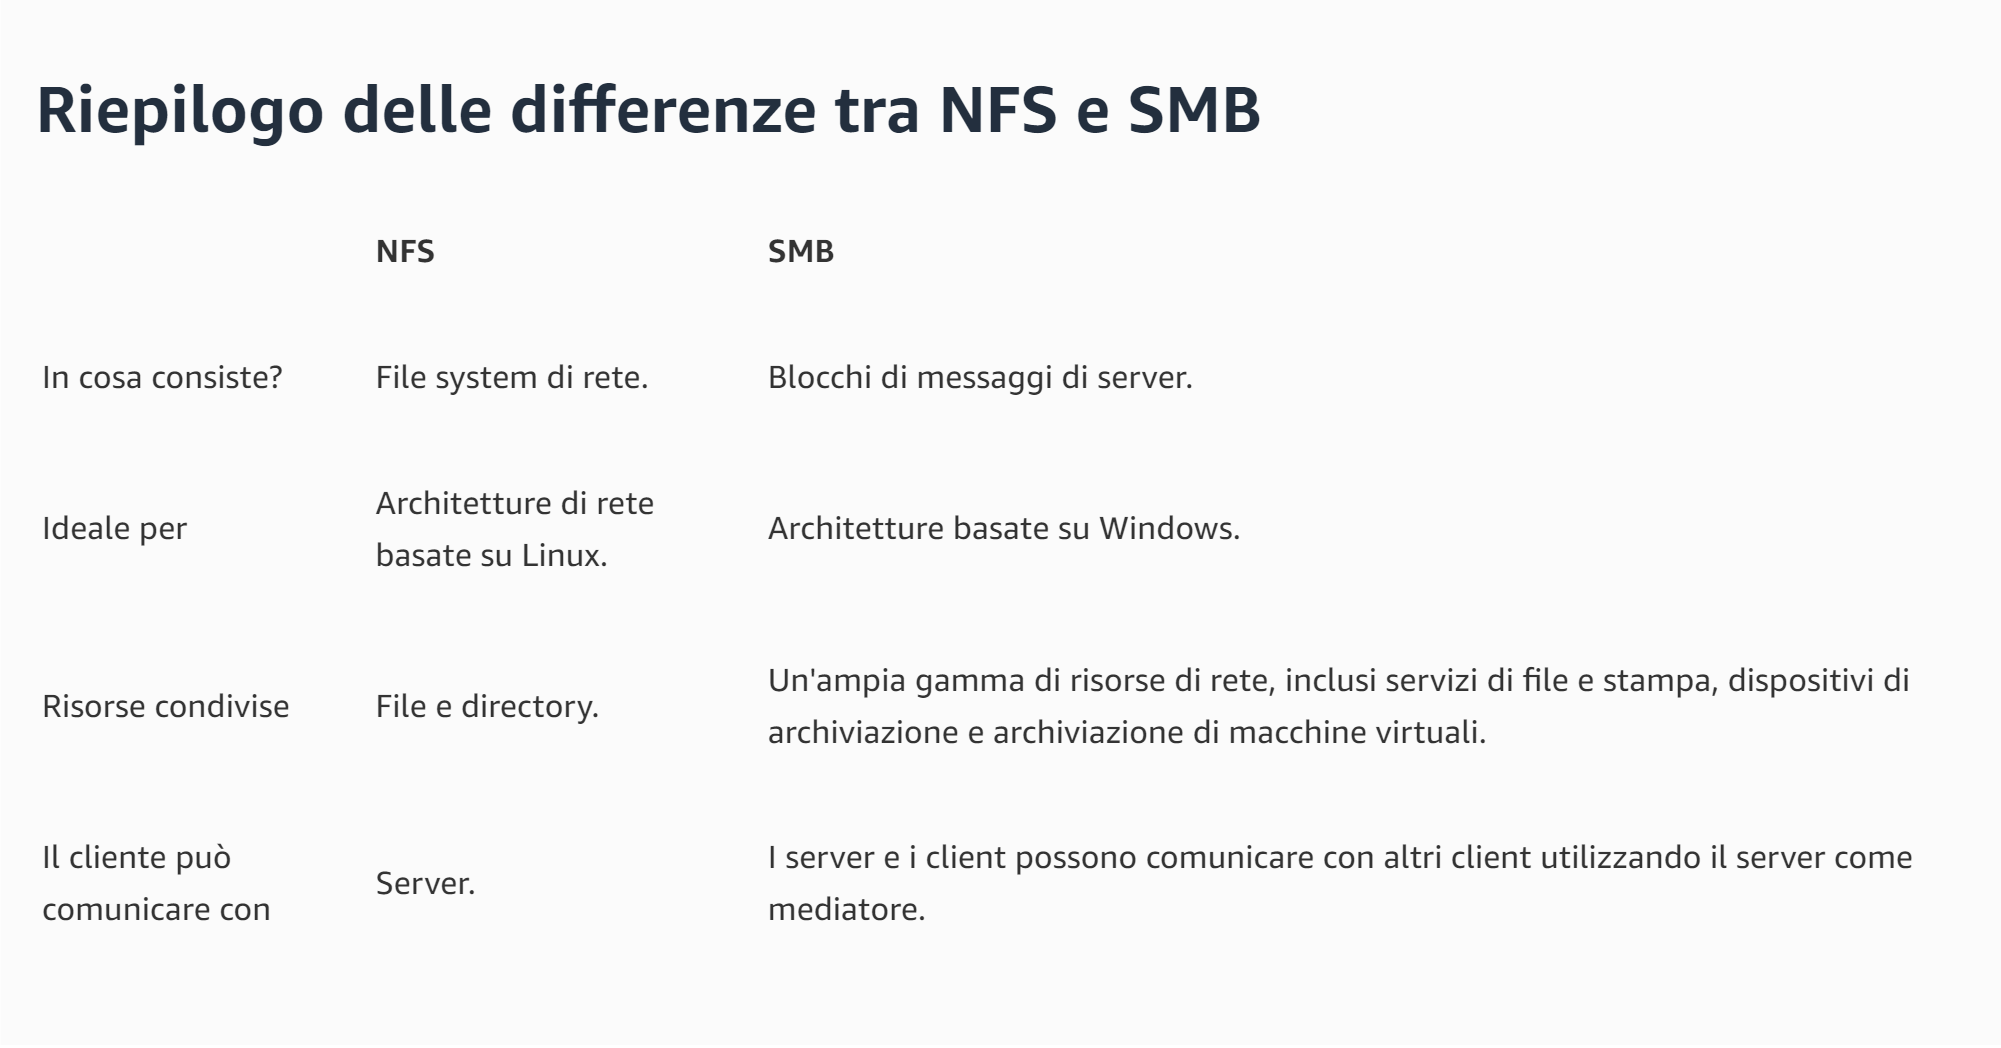 Riepilogo delle differenze tra NFS e SMB
NFS
SMB
In cosa consiste?
File system di rete.
Blocchi di messaggi di server.
Ideale per
Architetture di rete
basate su Linux.
Architetture basate su Windows.
Risorse condivise
File e directory.
Un'ampia gamma di risorse di rete, inclusi servizi di file e stampa, dispositivi di
archiviazione e archiviazione di macchine virtuali.
Il cliente può
comunicare con
Server.
I server e i client possono comunicare con altri client utilizzando il server come
mediatore.